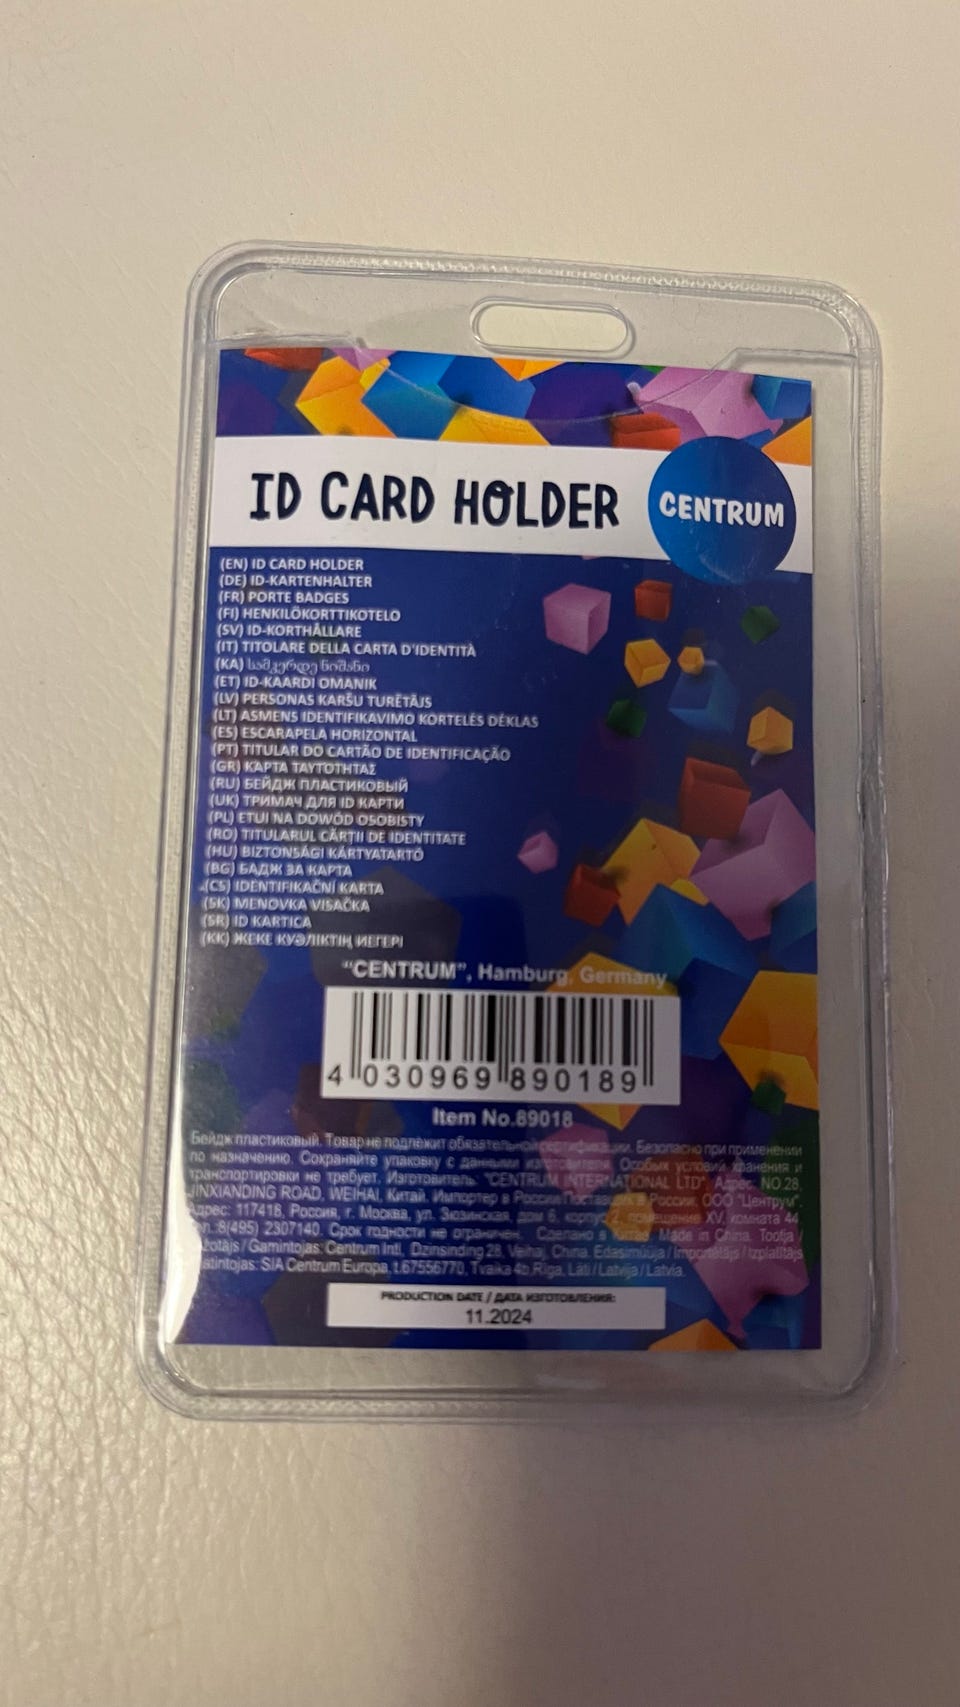 ID CARD HOLDER
CENTRUM
(EN) ID CARD HOLDER
(DE) ID-KARTENHALTER
(FR) PORTE BADGES
(FI) HENKILÖKORTTIKOTELO
(SV) ID-KORTHÅLLARE
(IT) TITOLARE DELLA CARTA D'IDENTITÀ
(KA) სამკერდე ნიშანი
(ET) ID-KAARDI OMANIK
(LV) PERSONAS KARŠU TURĒTĀJS
(LT) ASMENS IDENTIFIKAVIMO KORTELĖS DĖKLAS
(ES) ESCARAPELA HORIZONTAL
(PT) TITULAR DO CARTÃO DE IDENTIFICAÇÃO
(GR) ΚΑΡΤΑ ΤΑΥΤΟΤΗΤΑΣ
(RU) БЕЙДЖ ПЛАСТИКОВЫЙ
(UK) ТРИМАЧ ДЛЯ ID КАРТИ
(PL) ETUI NA DOWÓD OSOBISTY
(RO) TITULARUL CĂRȚII DE IDENTITATE
(HU) BIZTONSÁGI KÁRTYATARTÓ
(BG) БАДЖ ЗА КАРТА
(CS) IDENTIFIKAČNÍ KARTA
(SK) MENOVKA VISAČKA
(SR) ID KARTICA
(KK) ЖЕКЕ КУӘЛІКТІҢ ИЕГЕРІ
"CENTRUM", Hamburg, Germany
4 030969 890189
Item No.89018
Бейдж пластиковый. Товар не подлежит обязательной сертификации. Безопасно при применении
по назначению. Сохраняйте упаковку с данными изготовителя. Особых условий хранения и
транспортировки не требует. Изготовитель: "CENTRUM INTERNATIONAL LTD". Адрес: NO.28,
JINXIANDING ROAD, WEIHAI, Китай. Импортер в России/Поставщик в России: ООО "Центрум".
Адрес: 117418, Россия, г. Москва, ул. Зюзинская, дом 6, корпус 2, помещение XV, комната 44,
8(495) 2307140. Срок годности не ограничен. Сделано в Китае. Made in China. Tootja /
/ Gamintojas: Centrum Intl, Dzinsinding 28, Veihai, China. Edasimüüja / Importētājs / Izplatītājs
SIA Centrum Europa, t.67556770, Tvaika 4b, Rīga, Läti / Latvija / Latvia.
PRODUCTION DATE / ДАТА ИЗГОТОВЛЕНИЯ:
11.2024